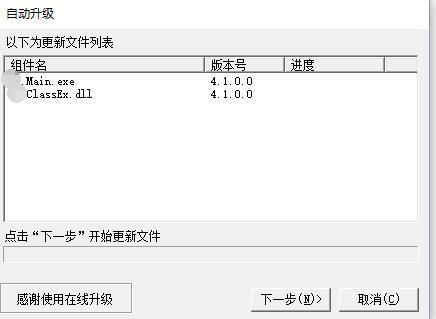 自动升级
以下为更新文件列表
组件名 版本号 进度
.Main.exe 4.1.0.0
ClassEx.dll 4.1.0.0
点击“下一步”开始更新文件
感谢使用在线升级 下一步(N)> 取消(C)